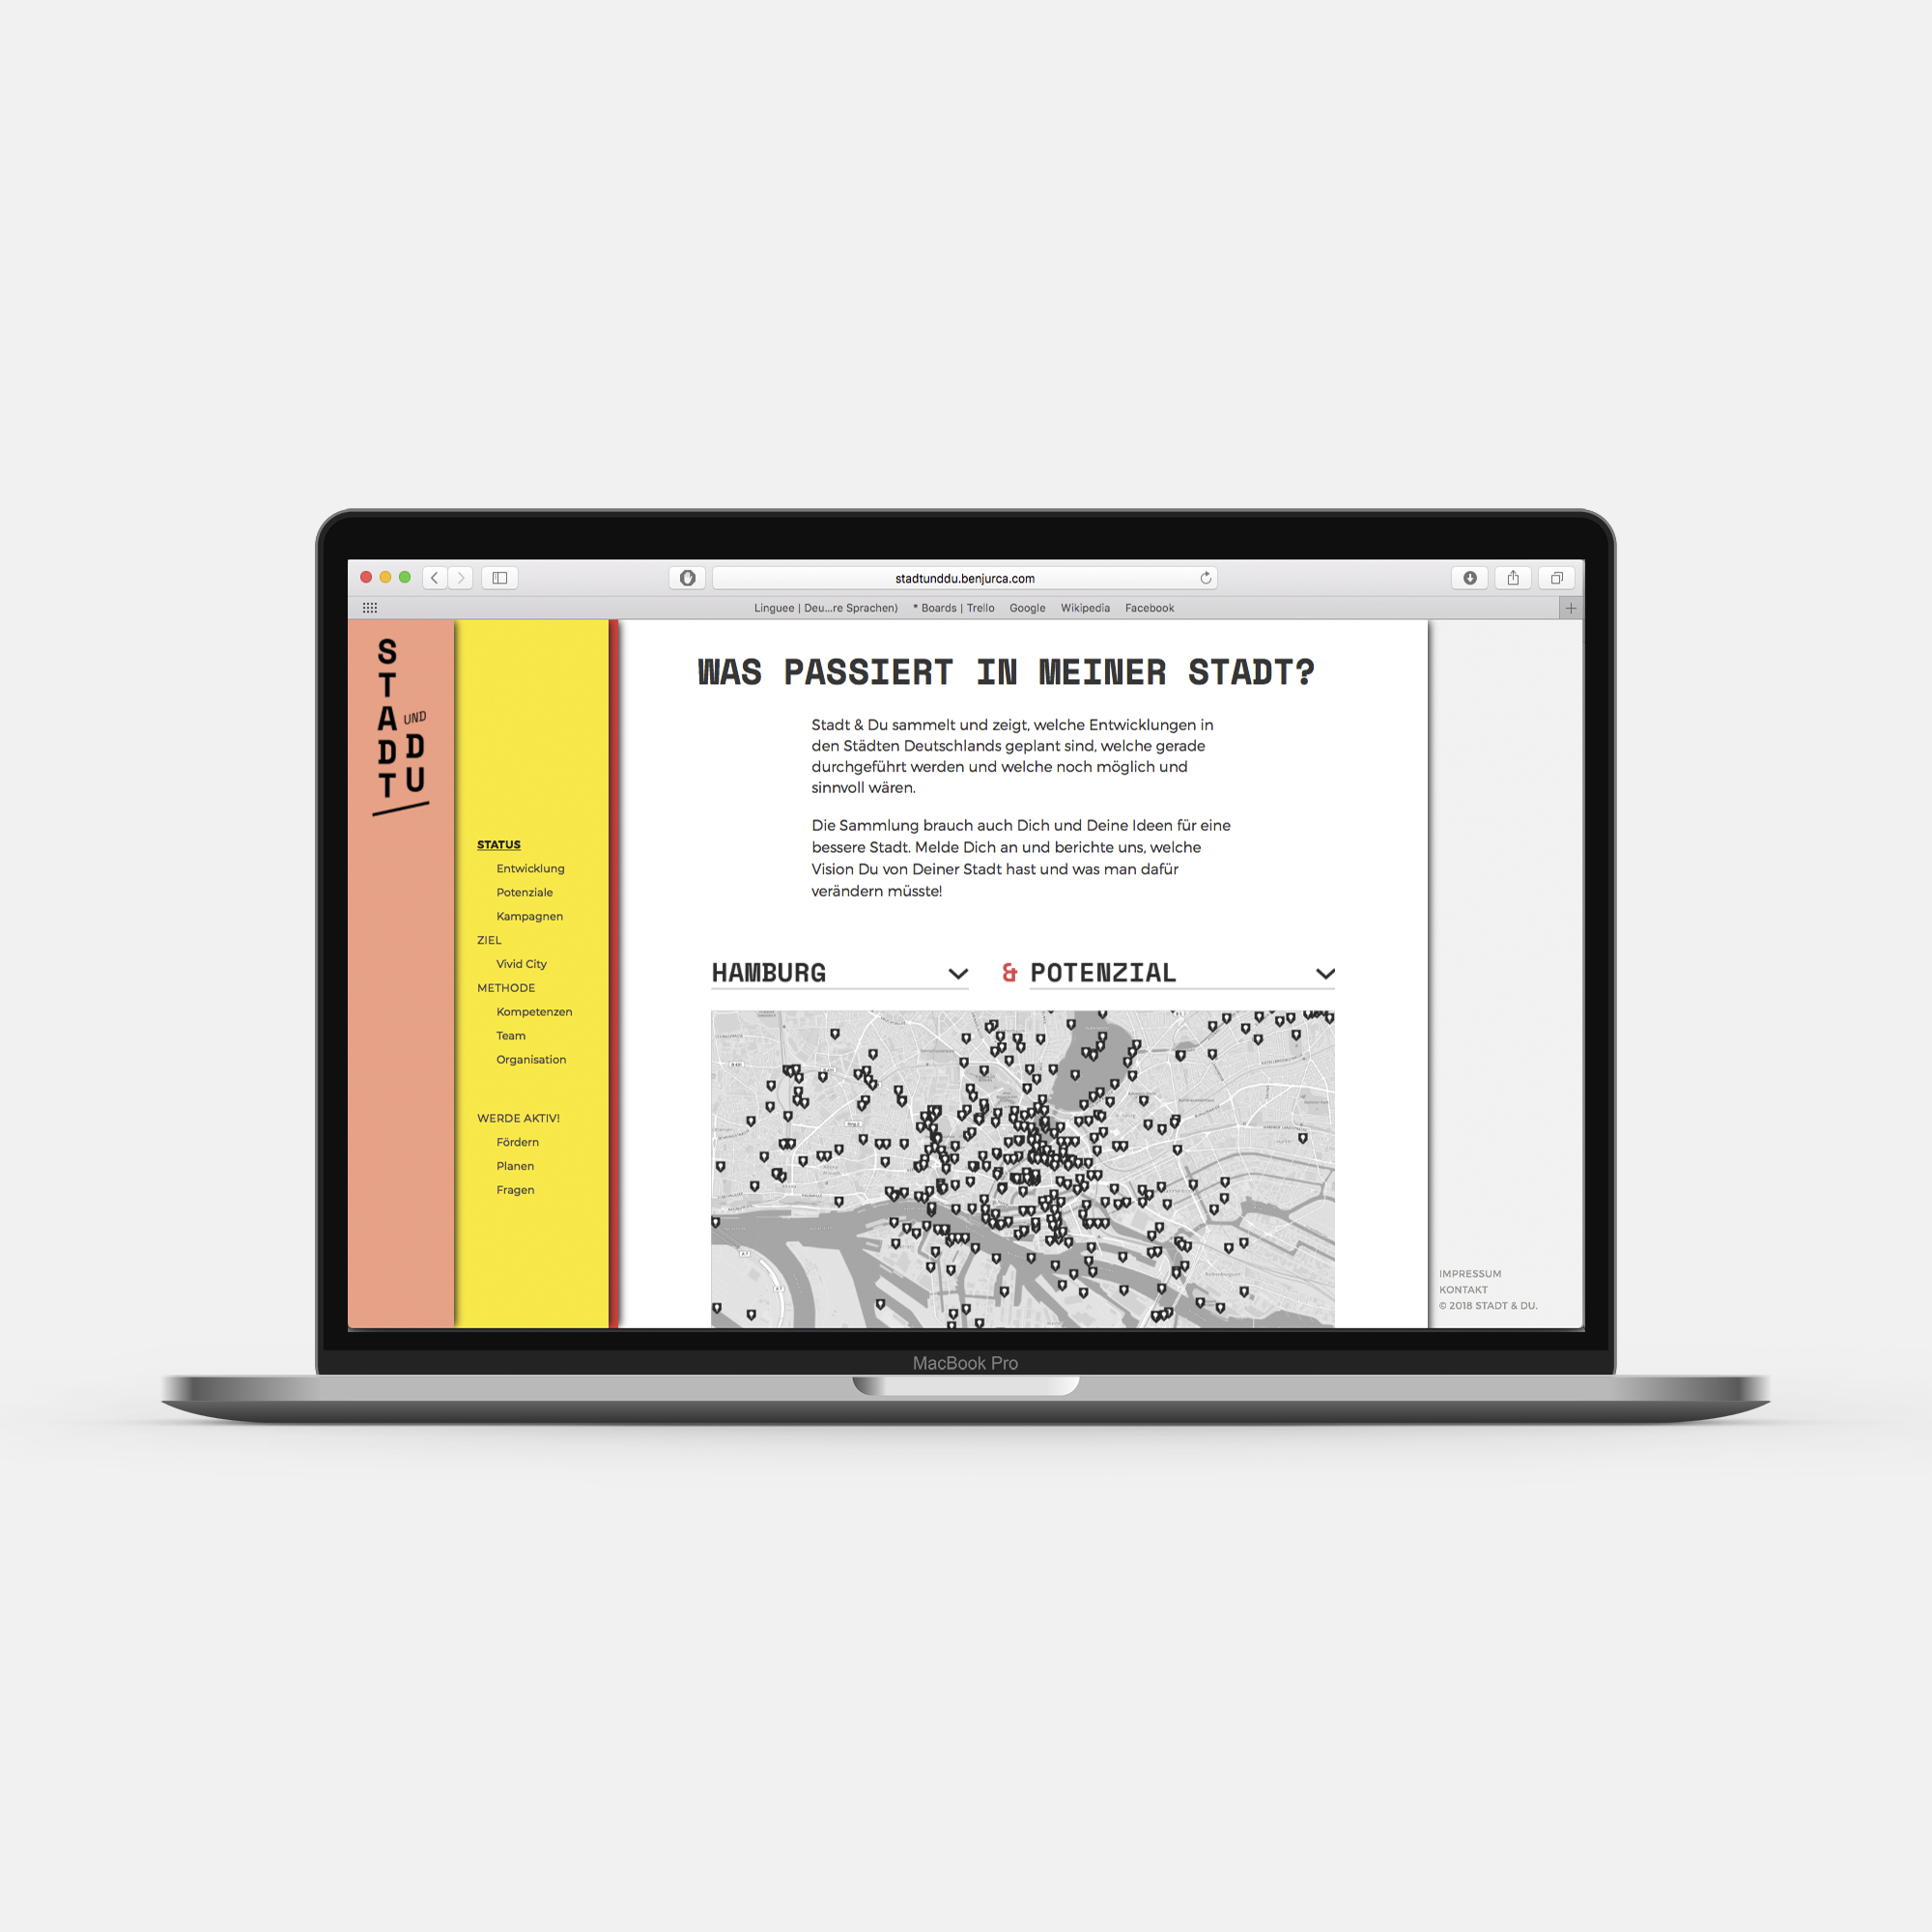 stadtunddu.benjurca.com
Linguee | Deu...re Sprachen) * Boards | Trello Google Wikipedia Facebook
STADT
UND
DU
STATUS
Entwicklung
Potenziale
Kampagnen
ZIEL
Vivid City
METHODE
Kompetenzen
Team
Organisation
WERDE AKTIV!
Fördern
Planen
Fragen
WAS PASSIERT IN MEINER STADT?
Stadt & Du sammelt und zeigt, welche Entwicklungen in
den Städten Deutschlands geplant sind, welche gerade
durchgeführt werden und welche noch möglich und
sinnvoll wären.
Die Sammlung brauch auch Dich und Deine Ideen für eine
bessere Stadt. Melde Dich an und berichte uns, welche
Vision Du von Deiner Stadt hast und was man dafür
verändern müsste!
HAMBURG & POTENZIAL
IMPRESSUM
KONTAKT
© 2018 STADT & DU.
MacBook Pro